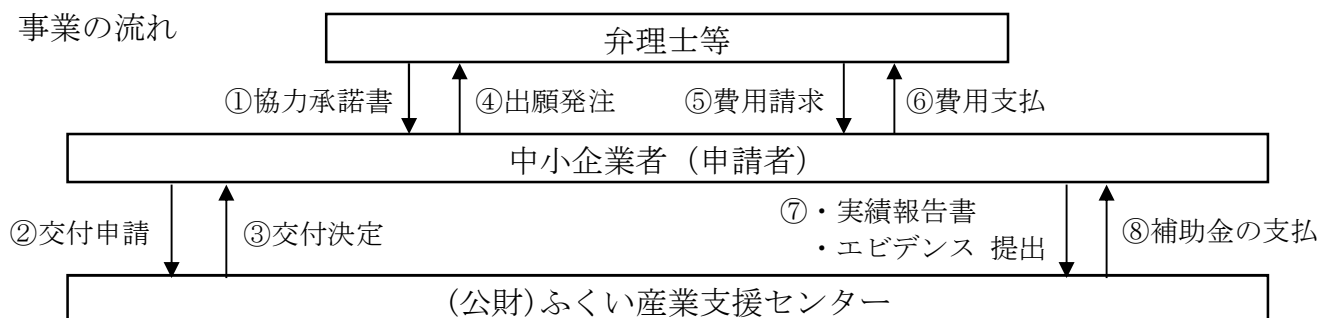 事業の流れ
弁理士等
①協力承諾書
④出願発注
⑤費用請求
⑥費用支払
中小企業者（申請者）
②交付申請
③交付決定
⑦・実績報告書
・エビデンス 提出
⑧補助金の支払
(公財)ふくい産業支援センター